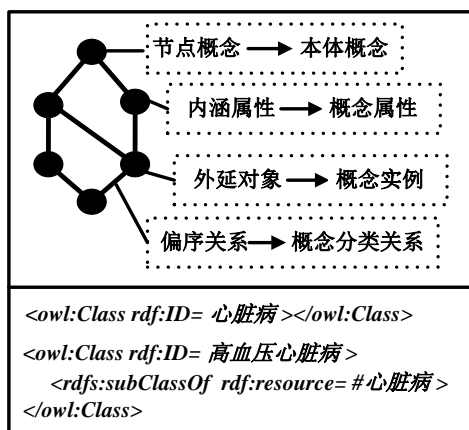 节点概念 → 本体概念
内涵属性 → 概念属性
外延对象 → 概念实例
偏序关系 → 概念分类关系
<owl:Class rdf:ID= 心脏病 ></owl:Class>
<owl:Class rdf:ID= 高血压心脏病 >
<rdfs:subClassOf rdf:resource= #心脏病 >
</owl:Class>